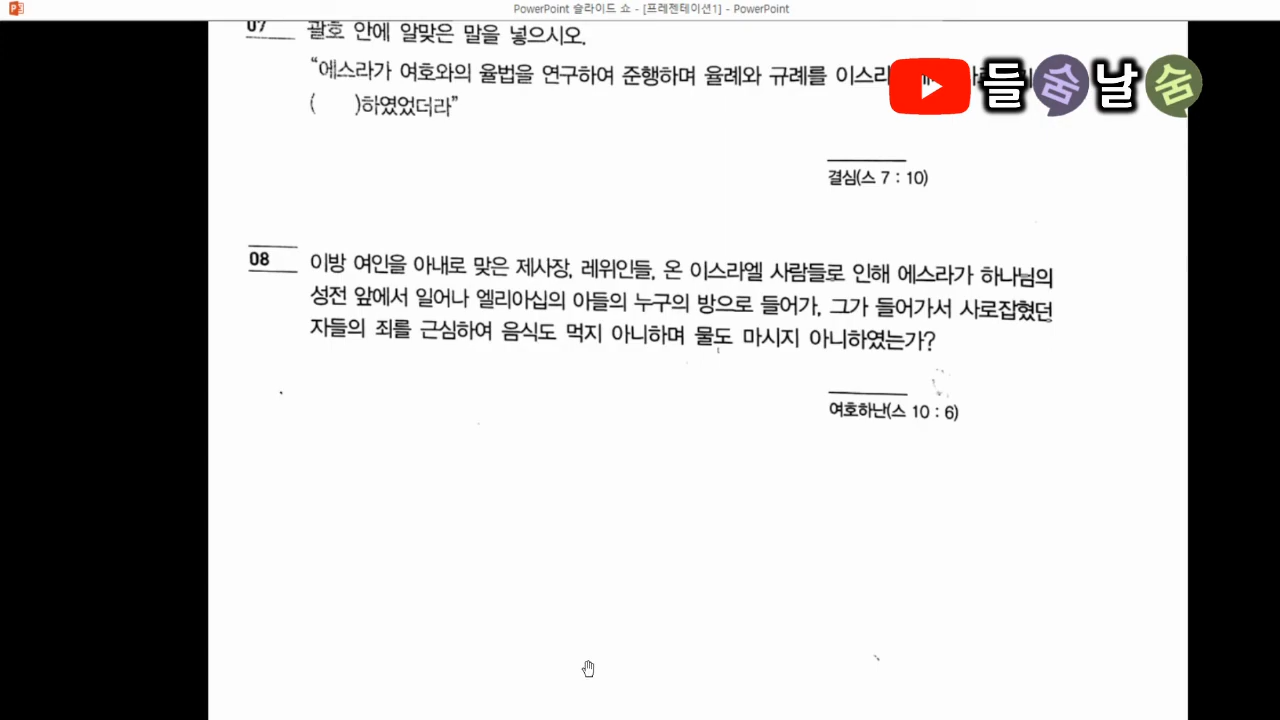 PowerPoint 슬라이드 쇼 - [프레젠테이션1] - PowerPoint
07 괄호 안에 알맞은 말을 넣으시오.
“에스라가 여호와의 율법을 연구하여 준행하며 율례와 규례를
( )하였었더라”
들숨날숨
결심(스 7 : 10)
08 이방 여인을 아내로 맞은 제사장, 레위인들, 온 이스라엘 사람들로 인해 에스라가 하나님의
성전 앞에서 일어나 엘리아십의 아들의 누구의 방으로 들어가, 그가 들어가서 사로잡혔던
자들의 죄를 근심하여 음식도 먹지 아니하며 물도 마시지 아니하였는가?
여호하난(스 10 : 6)